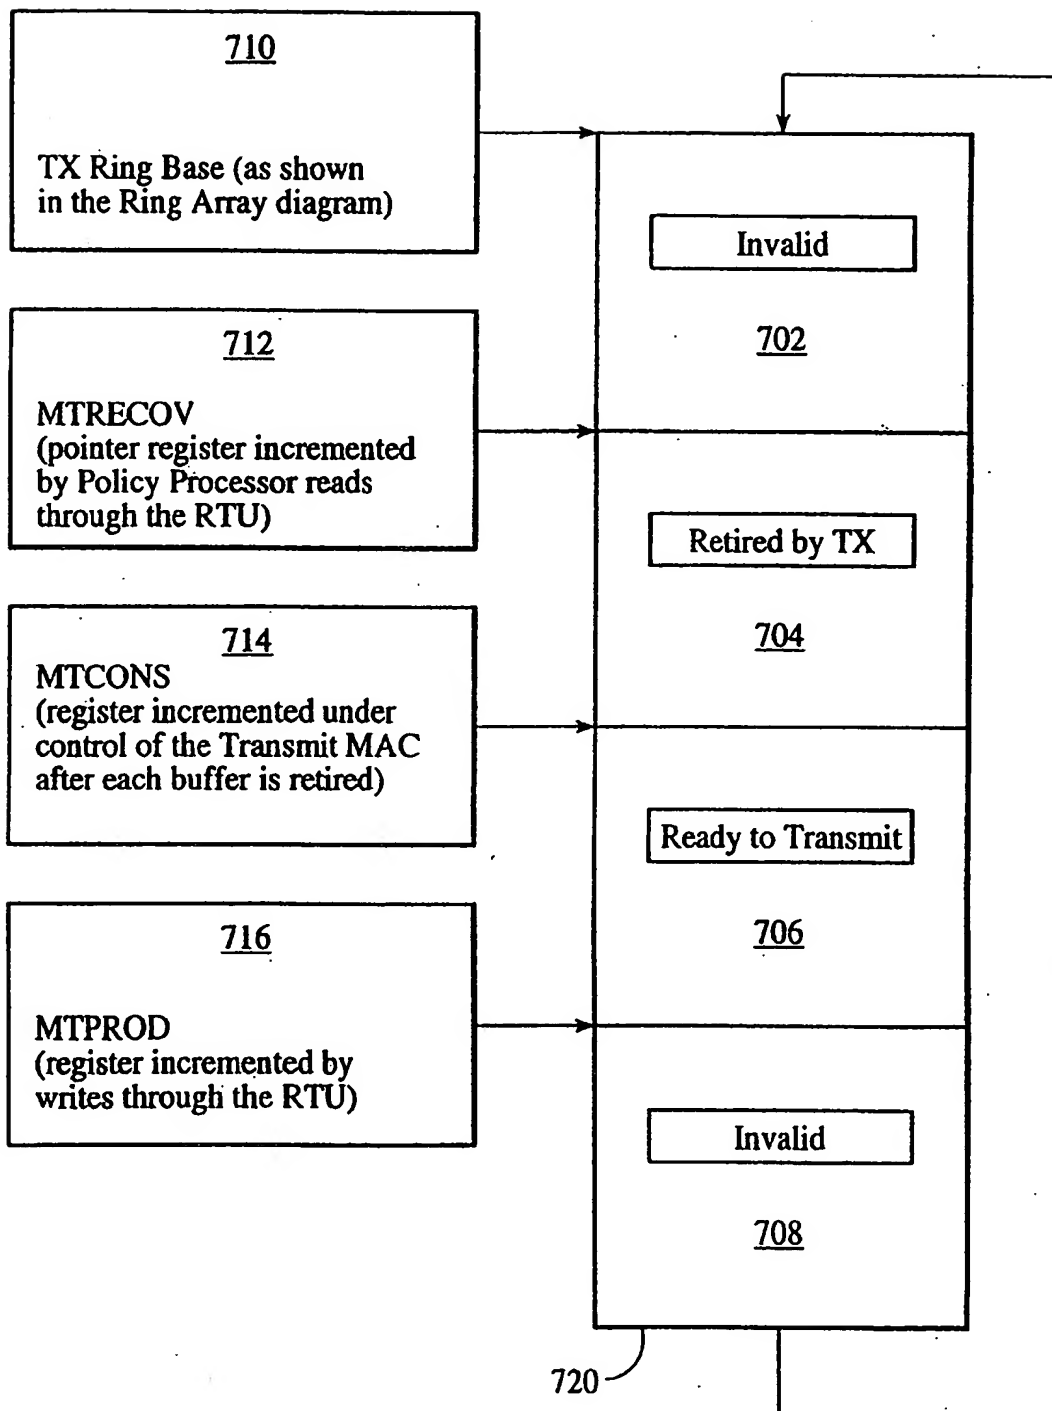 710
TX Ring Base (as shown
in the Ring Array diagram)
712
MTRECOV
(pointer register incremented
by Policy Processor reads
through the RTU)
714
MTCONS
(register incremented under
control of the Transmit MAC
after each buffer is retired)
716
MTPROD
(register incremented by
writes through the RTU)
Invalid
702
Retired by TX
704
Ready to Transmit
706
Invalid
708
720